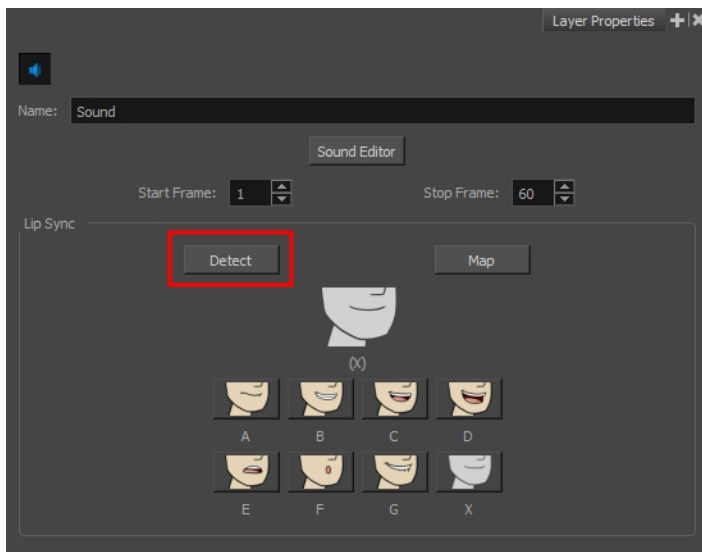 Layer Properties
Name: Sound
Sound Editor
Start Frame: 1 Stop Frame: 60
Lip Sync
Detect Map
(X)
A B C D
E F G X